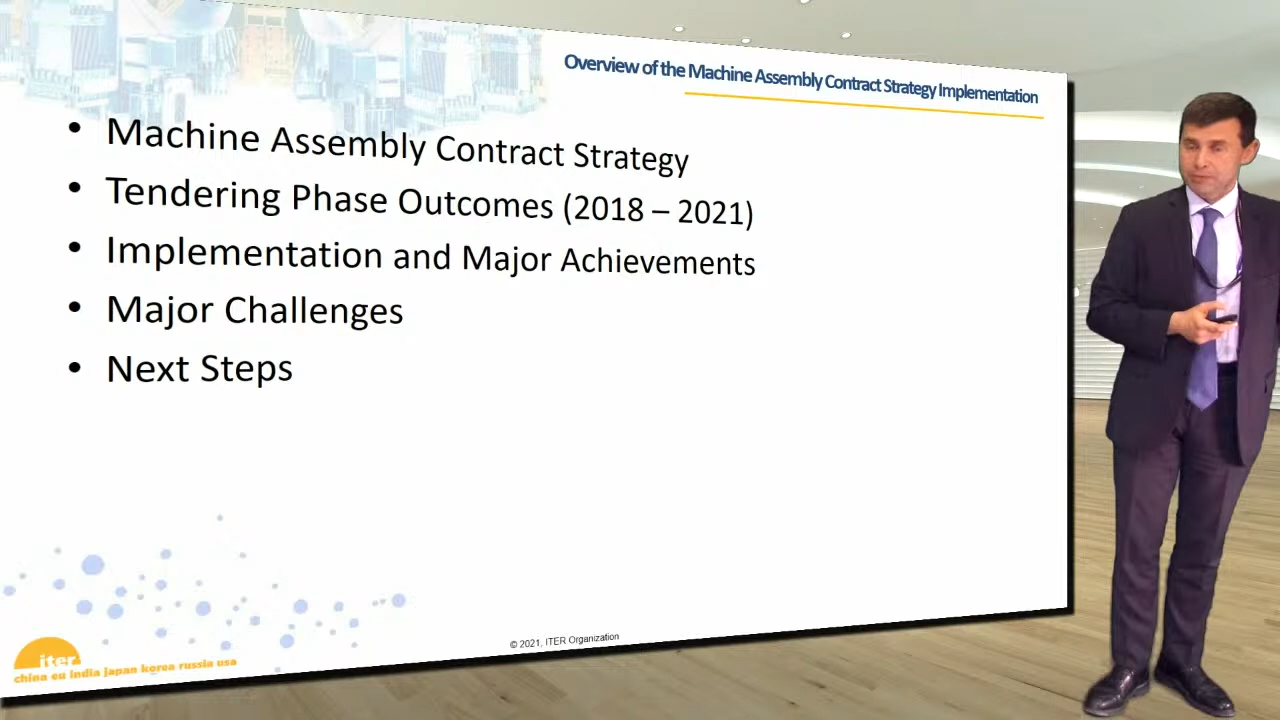 Overview of the Machine Assembly Contract Strategy Implementation
• Machine Assembly Contract Strategy
• Tendering Phase Outcomes (2018 – 2021)
• Implementation and Major Achievements
• Major Challenges
• Next Steps
© 2021, ITER Organization
iter
china eu india japan korea russia usa